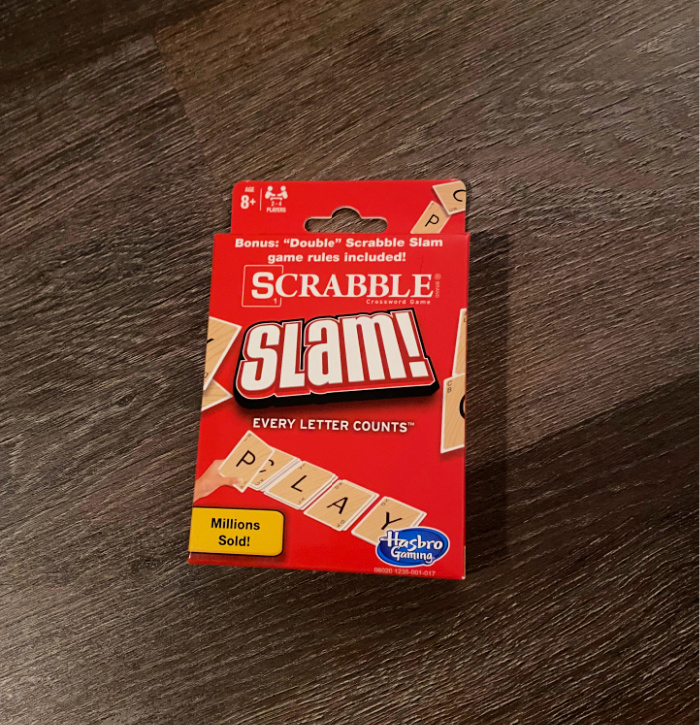 AGE
8+
2-4
PLAYERS
P
C
Bonus: "Double" Scrabble Slam
game rules included!
SCRABBLE
1
Crossword Game
SLam!
EVERY LETTER COUNTS™
P L A Y
Millions
Sold!
Hasbro
Gaming